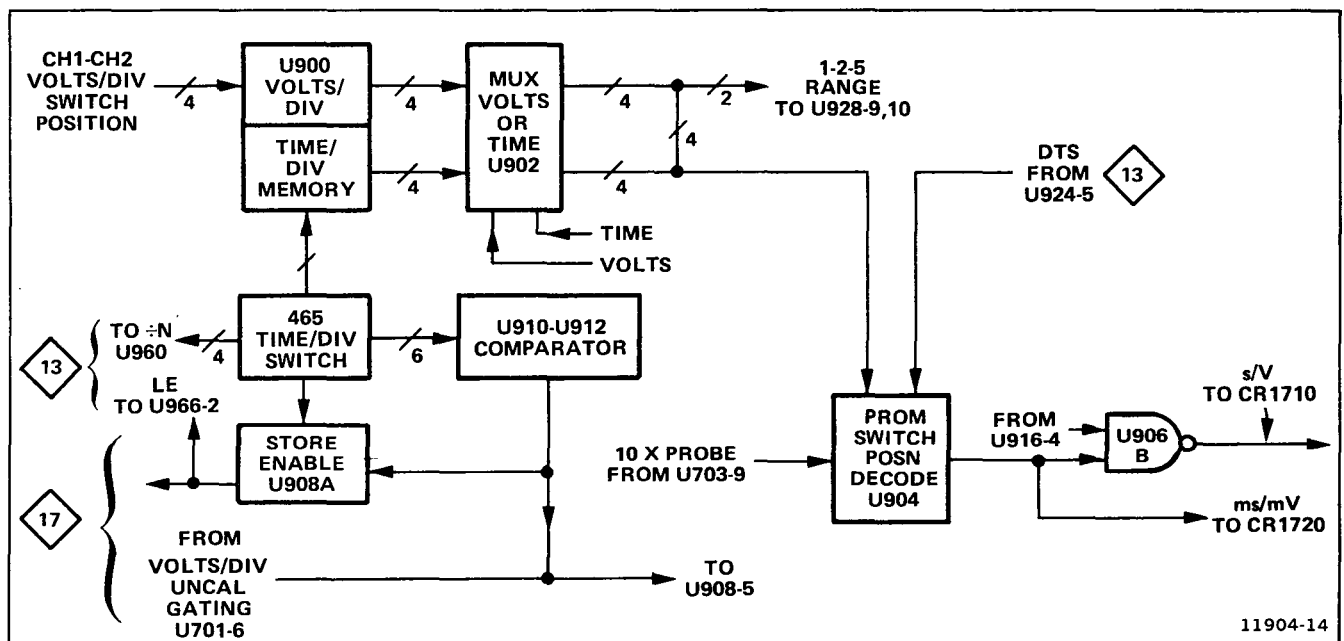 CH1-CH2
VOLTS/DIV
SWITCH
POSITION
4
U900
VOLTS/
DIV
TIME/
DIV
MEMORY
4
4
MUX
VOLTS
OR
TIME
U902
4
4
4
2
1-2-5
RANGE
TO U928-9,10
DTS
FROM
U924-5
13
TIME
VOLTS
13
TO ÷N
U960
4
LE
TO U966-2
465
TIME/DIV
SWITCH
6
U910-U912
COMPARATOR
STORE
ENABLE
U908A
17
FROM
VOLTS/DIV
UNCAL
GATING
U701-6
TO
U908-5
10 X PROBE
FROM U703-9
PROM
SWITCH
POSN
DECODE
U904
FROM
U916-4
U906
B
s/V
TO CR1710
ms/mV
TO CR1720
11904-14